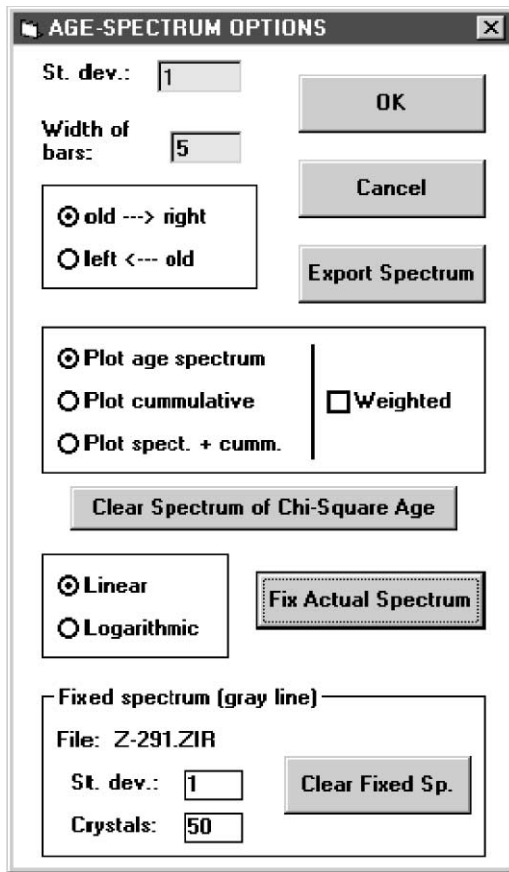 AGE-SPECTRUM OPTIONS
St. dev.: 1
OK
Width of
bars: 5
Cancel
old ---> right
left <--- old
Export Spectrum
Plot age spectrum
Plot cummulative
Plot spect. + cumm.
Weighted
Clear Spectrum of Chi-Square Age
Linear
Logarithmic
Fix Actual Spectrum
Fixed spectrum (gray line)
File: Z-291.ZIR
St. dev.: 1
Crystals: 50
Clear Fixed Sp.